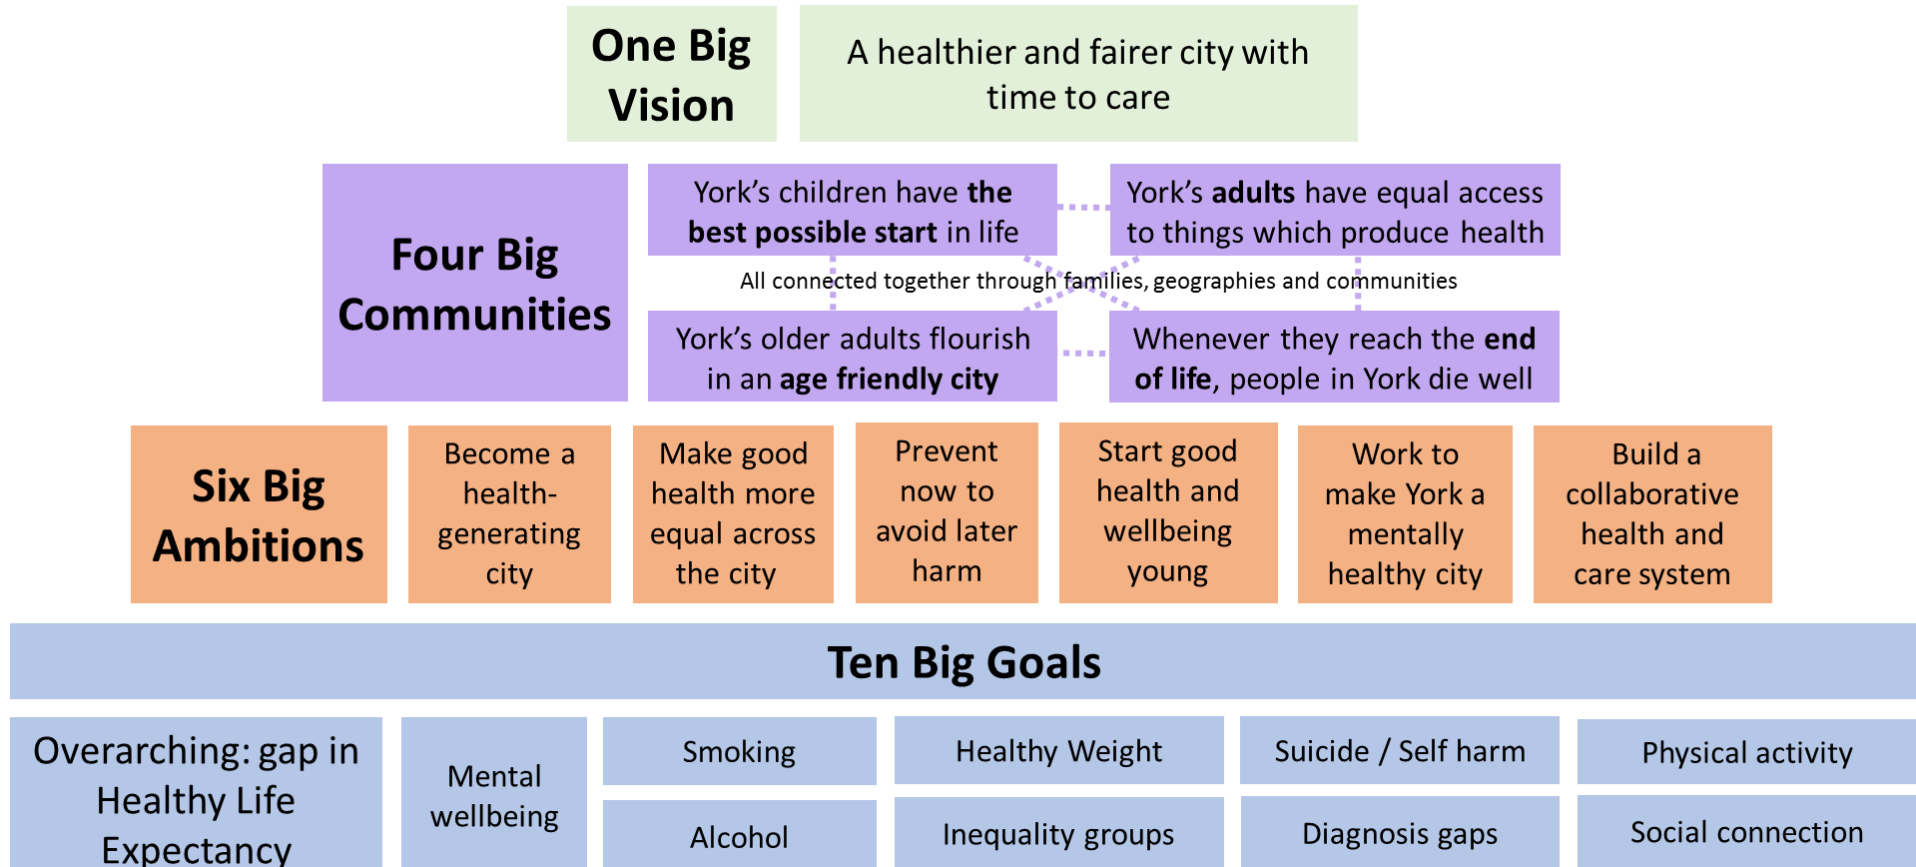 One Big
Vision
A healthier and fairer city with
time to care
Four Big
Communities
York’s children have the
best possible start in life
York’s adults have equal access
to things which produce health
All connected together through families, geographies and communities
York’s older adults flourish
in an age friendly city
Whenever they reach the end
of life, people in York die well
Six Big
Ambitions
Become a
health-
generating
city
Make good
health more
equal across
the city
Prevent
now to
avoid later
harm
Start good
health and
wellbeing
young
Work to
make York a
mentally
healthy city
Build a
collaborative
health and
care system
Ten Big Goals
Overarching: gap in
Healthy Life
Expectancy
Mental
wellbeing
Smoking
Alcohol
Healthy Weight
Inequality groups
Suicide / Self harm
Diagnosis gaps
Physical activity
Social connection